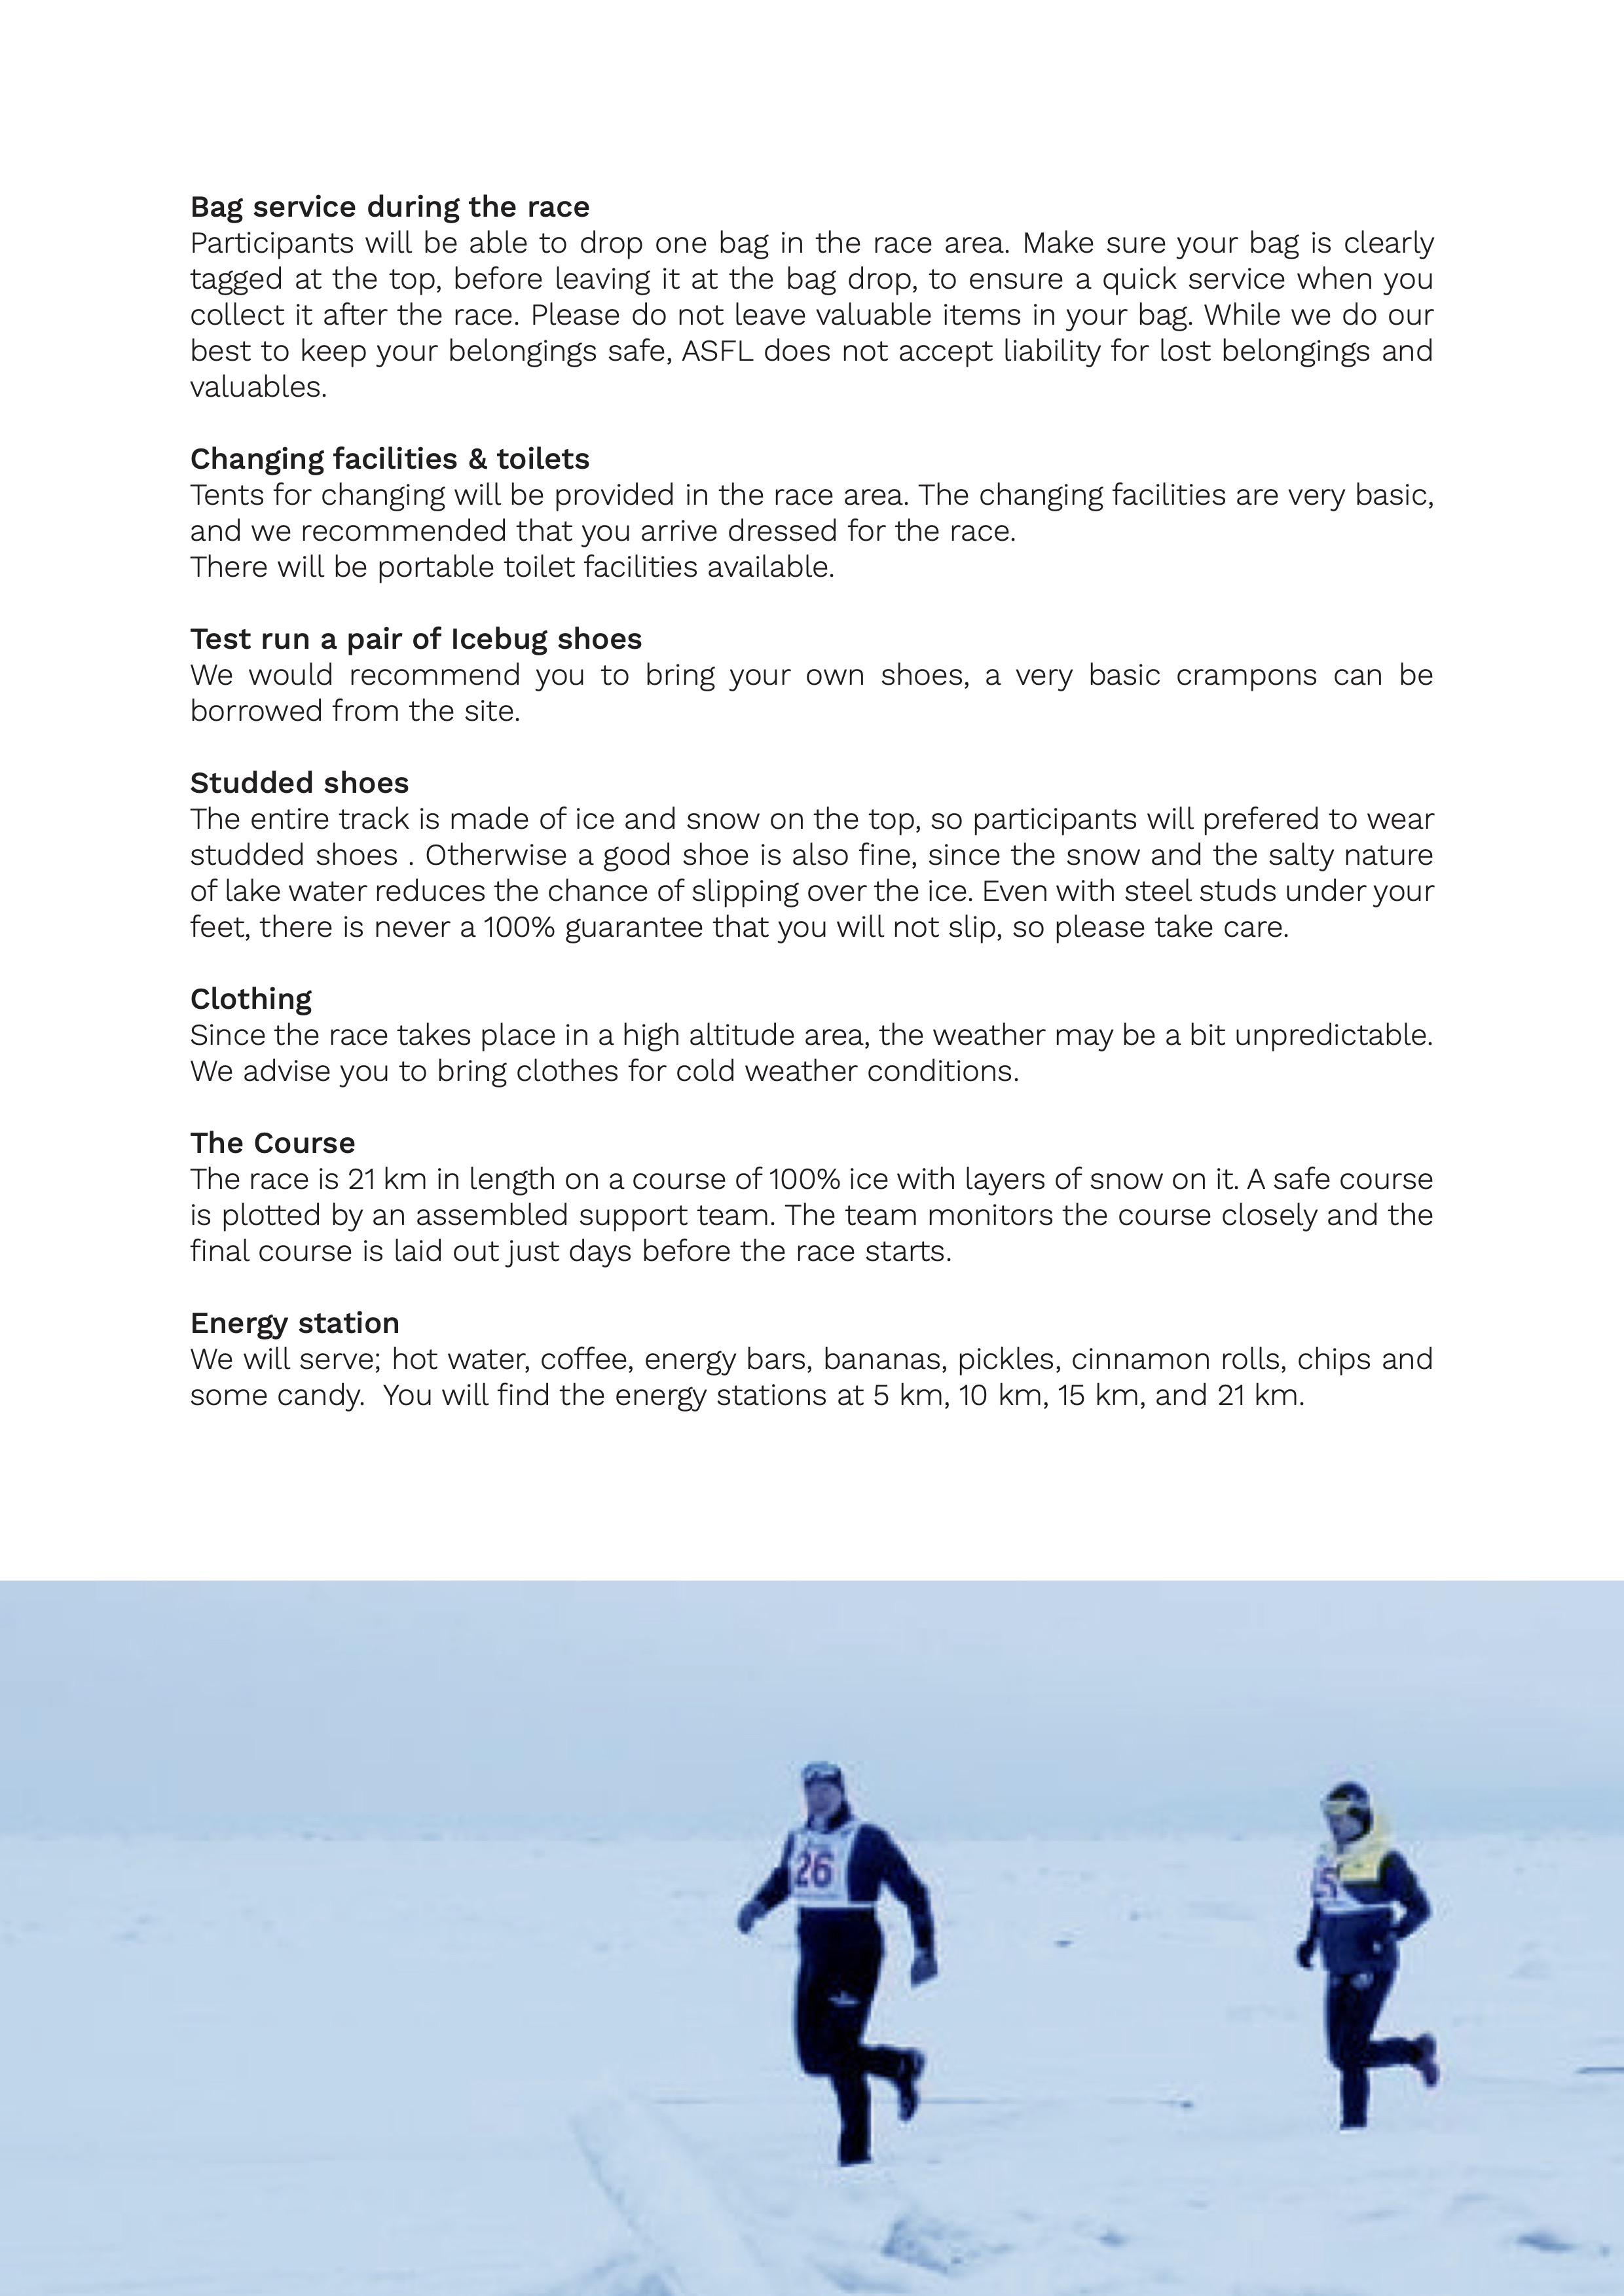 Bag service during the race
Participants will be able to drop one bag in the race area. Make sure your bag is clearly
tagged at the top, before leaving it at the bag drop, to ensure a quick service when you
collect it after the race. Please do not leave valuable items in your bag. While we do our
best to keep your belongings safe, ASFL does not accept liability for lost belongings and
valuables.
Changing facilities & toilets
Tents for changing will be provided in the race area. The changing facilities are very basic,
and we recommended that you arrive dressed for the race.
There will be portable toilet facilities available.
Test run a pair of Icebug shoes
We would recommend you to bring your own shoes, a very basic crampons can be
borrowed from the site.
Studded shoes
The entire track is made of ice and snow on the top, so participants will prefered to wear
studded shoes . Otherwise a good shoe is also fine, since the snow and the salty nature
of lake water reduces the chance of slipping over the ice. Even with steel studs under your
feet, there is never a 100% guarantee that you will not slip, so please take care.
Clothing
Since the race takes place in a high altitude area, the weather may be a bit unpredictable.
We advise you to bring clothes for cold weather conditions.
The Course
The race is 21 km in length on a course of 100% ice with layers of snow on it. A safe course
is plotted by an assembled support team. The team monitors the course closely and the
final course is laid out just days before the race starts.
Energy station
We will serve; hot water, coffee, energy bars, bananas, pickles, cinnamon rolls, chips and
some candy.  You will find the energy stations at 5 km, 10 km, 15 km, and 21 km.
26